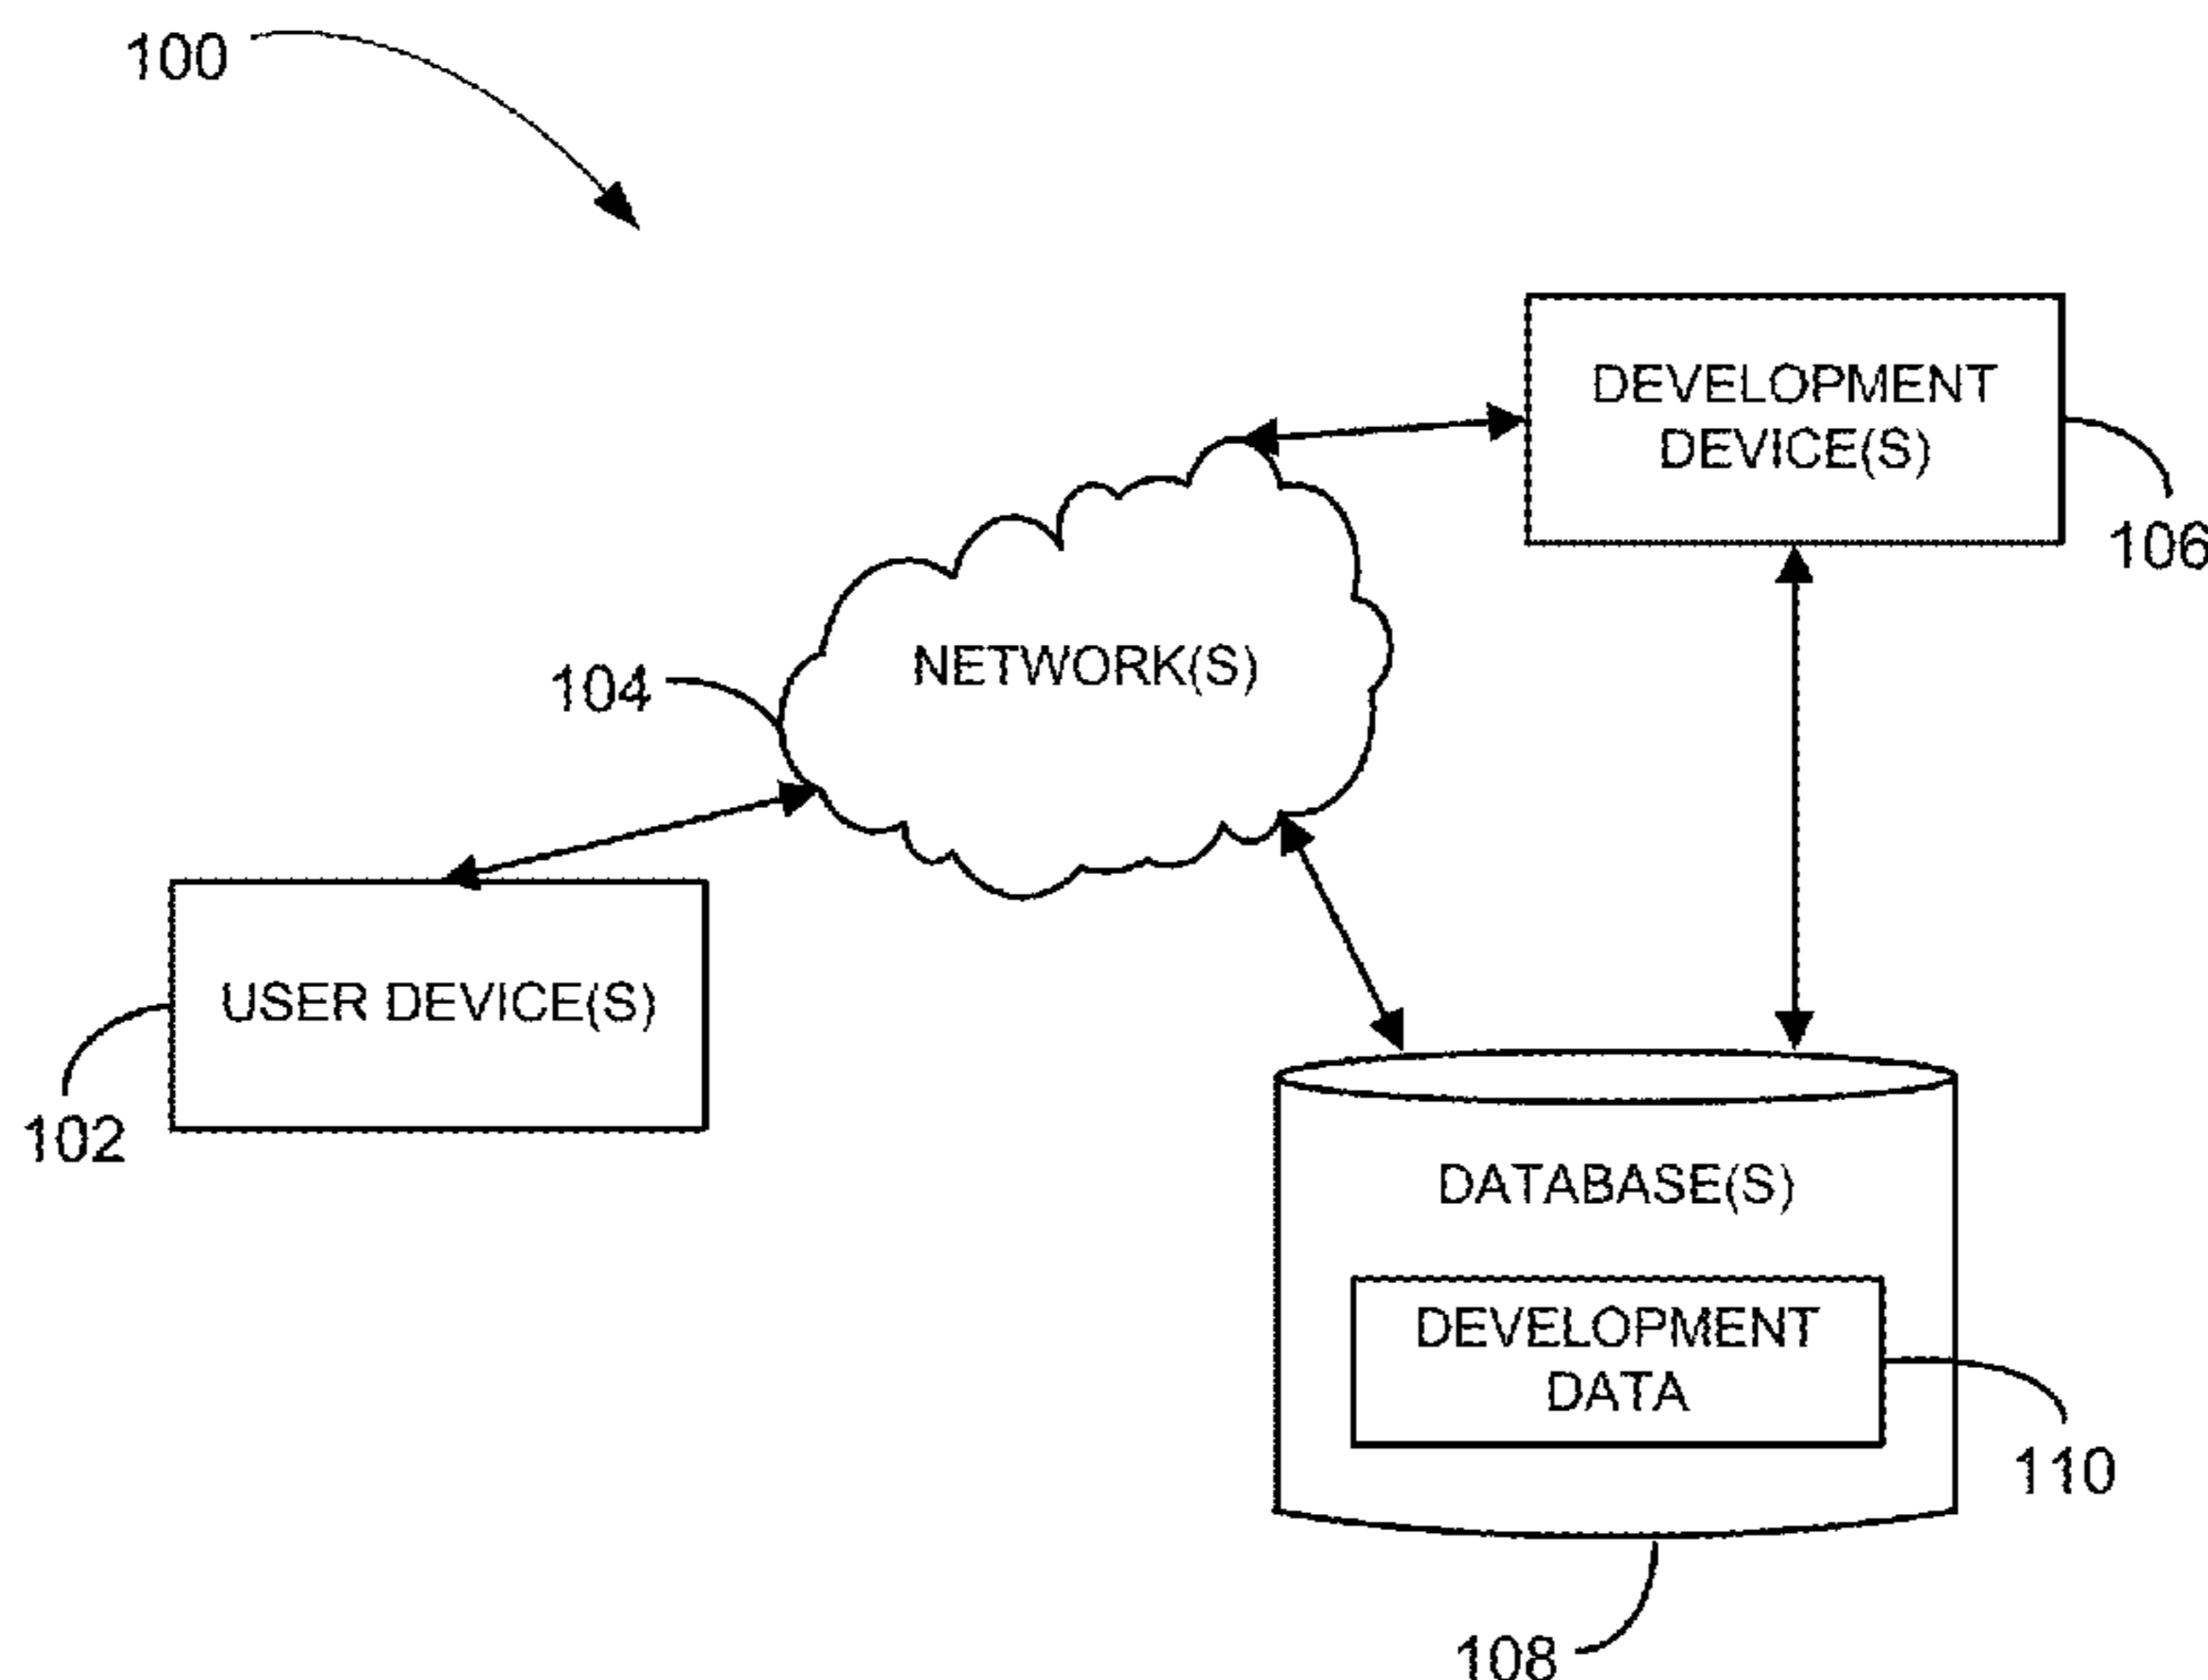 100
DEVELOPMENT
DEVICE(S)
106
NETWORK(S)
104
USER DEVICE(S)
102
DATABASE(S)
DEVELOPMENT
DATA
110
108